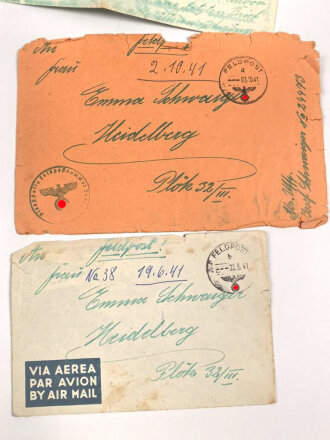 An Feldpost
Frau 2.10.41
Emma Schwaiger
Heidelberg
Plök 32/III.
FELDPOST
d
03.10.41
An Feldpost!
Frau No. 38 19.6.41
Emma Schwaiger
Heidelberg
Plök 32/III.
FELDPOST
b
22.6.41
VIA AEREA
PAR AVION
BY AIR MAIL